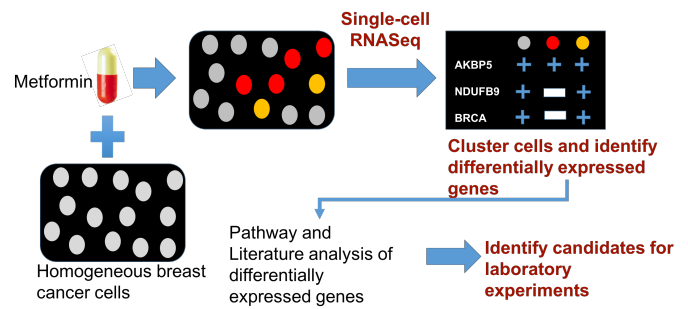 Metformin
Single-cell
RNASeq
AKBP5
NDUFB9
BRCA
Cluster cells and identify
differentially expressed
genes
Homogeneous breast
cancer cells
Pathway and
Literature analysis of
differentially
expressed genes
Identify candidates for
laboratory
experiments